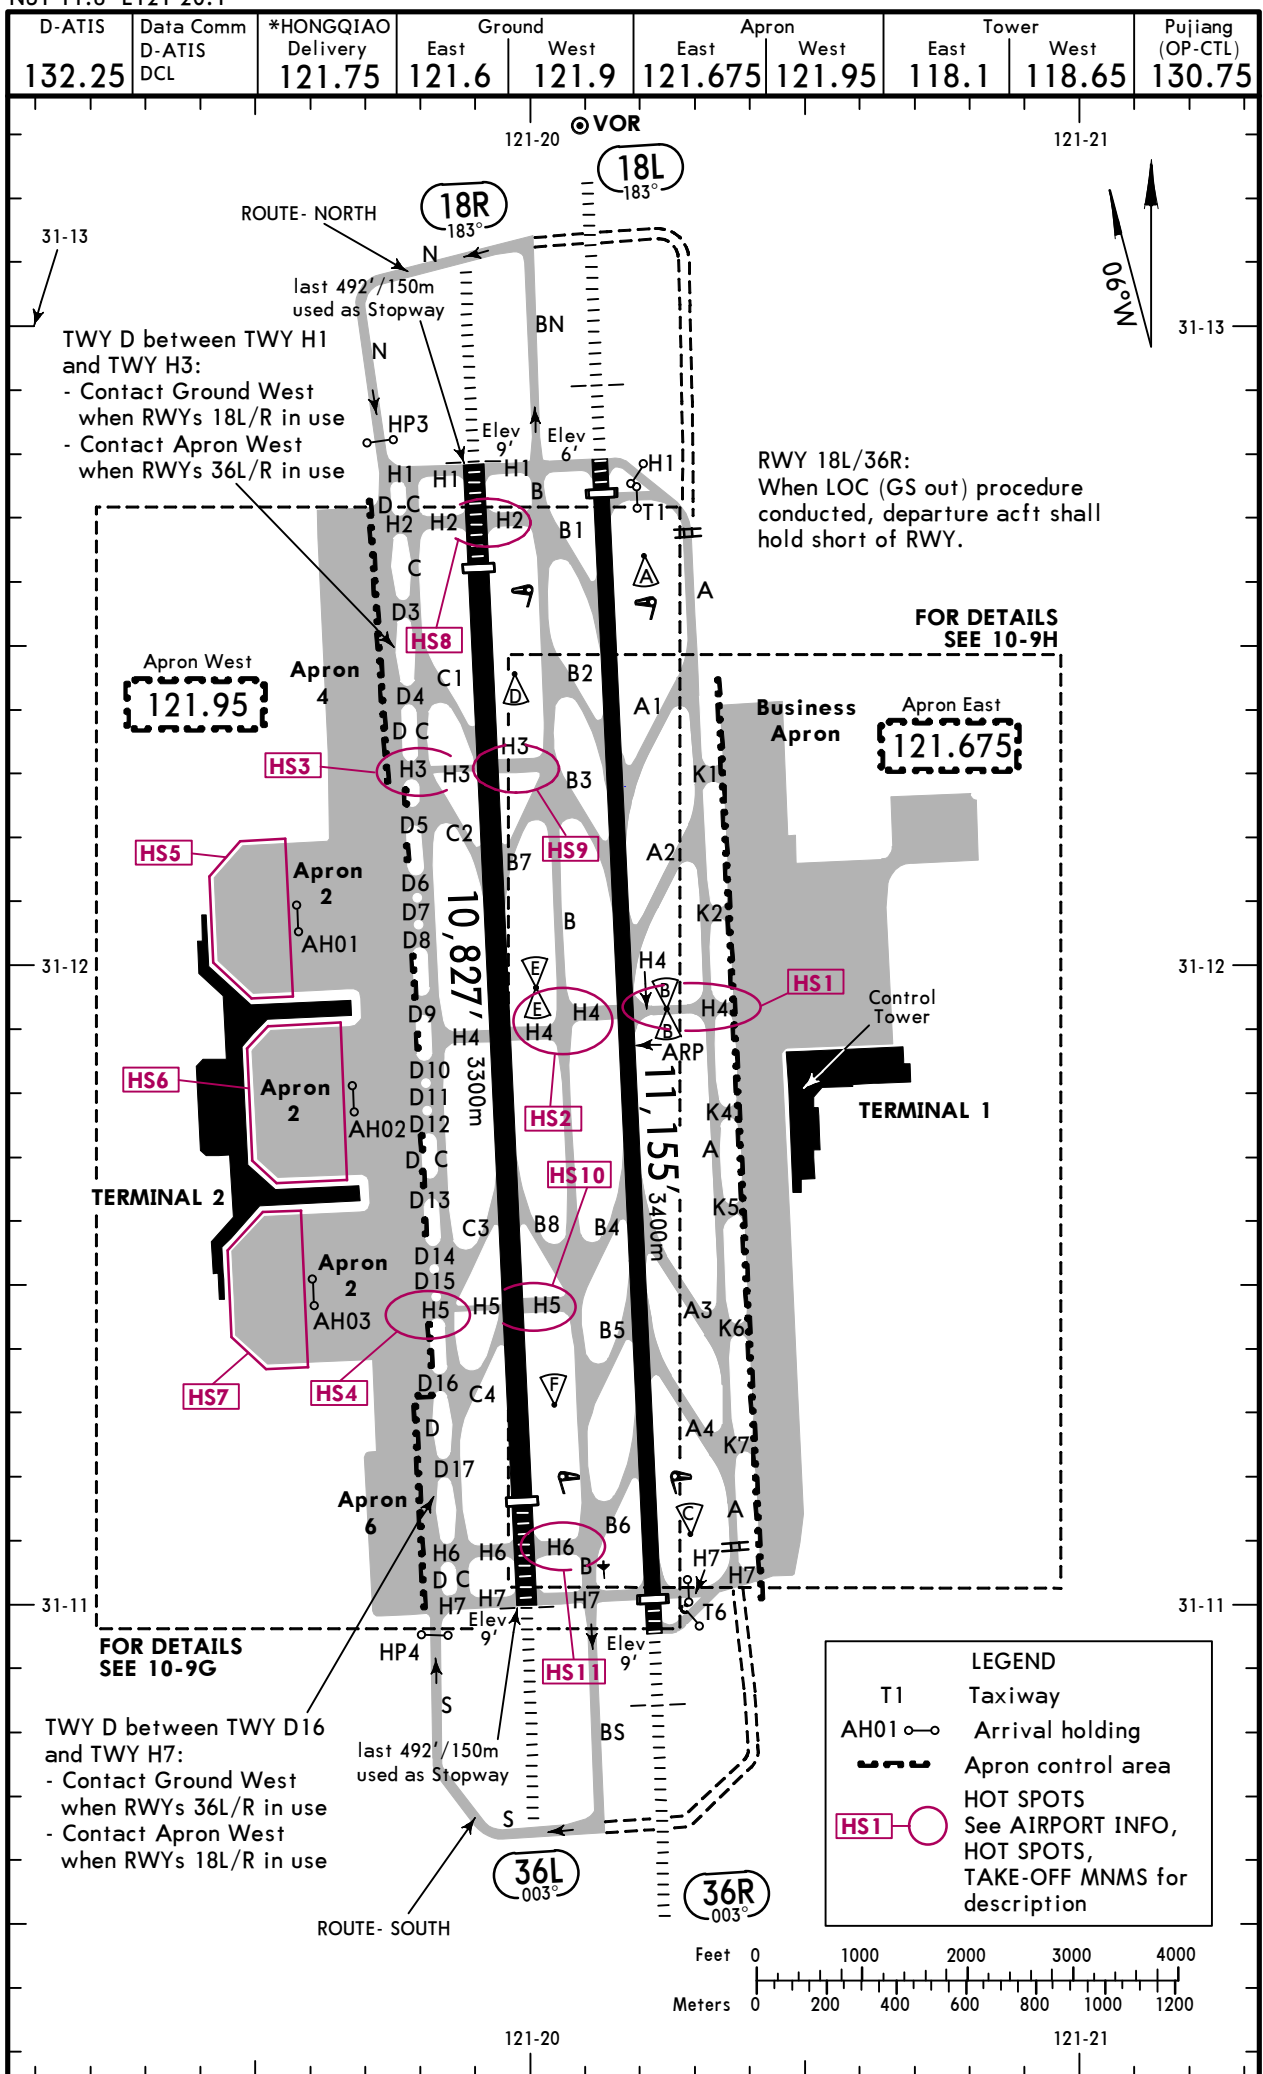 D-ATIS
132.25
Data Comm
D-ATIS
DCL
*HONGQIAO
Delivery
121.75
Ground
East
121.6
West
121.9
Apron
East
121.675
West
121.95
Tower
East
118.1
West
118.65
Pujiang
(OP-CTL)
130.75
VOR
121-20
121-21
18L
183°
18R
183°
ROUTE- NORTH
31-13
N
last 492'/150m
used as Stopway
06°W
BN
31-13
TWY D between TWY H1
and TWY H3:
- Contact Ground West
when RWYs 18L/R in use
- Contact Apron West
when RWYs 36L/R in use
N
HP3
Elev
9'
Elev
6'
H1
H1
H1
H1
RWY 18L/36R:
When LOC (GS out) procedure
conducted, departure acft shall
hold short of RWY.
D C
B
T1
H2
H2
H2
B1
C
A
A
D3
HS8
FOR DETAILS
SEE 10-9H
Apron West
121.95
Apron
4
C1
D4
D
B2
A1
Business
Apron
Apron East
121.675
D C
HS3
H3
H3
H3
B3
K1
D5
C2
HS9
HS5
B7
A2
Apron
2
D6
10,827'
3300m
D7
B
K2
AH01
D8
31-12
H4
E
E
B
B
HS1
31-12
Control
Tower
D9
H4
H4
H4
H4
ARP
HS6
Apron
2
D10
D11
11,155'
3400m
K4
TERMINAL 1
AH02
D12
HS2
D C
A
HS10
TERMINAL 2
D13
K5
C3
B8
B4
Apron
2
D14
D15
AH03
H5
H5
H5
A3
B5
K6
HS7
HS4
D16
C4
F
D
A4
K7
D17
Apron
6
C
A
B6
H6
H6
H6
B
H7
D C
H7
H7
H7
H7
31-11
31-11
Elev
9'
T6
FOR DETAILS
SEE 10-9G
HP4
Elev
9'
HS11
S
BS
TWY D between TWY D16
and TWY H7:
- Contact Ground West
when RWYs 36L/R in use
- Contact Apron West
when RWYs 18L/R in use
last 492'/150m
used as Stopway
S
36L
003°
36R
003°
ROUTE- SOUTH
LEGEND
T1 Taxiway
AH01 Arrival holding
Apron control area
HS1
HOT SPOTS
See AIRPORT INFO,
HOT SPOTS,
TAKE-OFF MNMS for
description
Feet 0 1000 2000 3000 4000
Meters 0 200 400 600 800 1000 1200
121-20
121-21